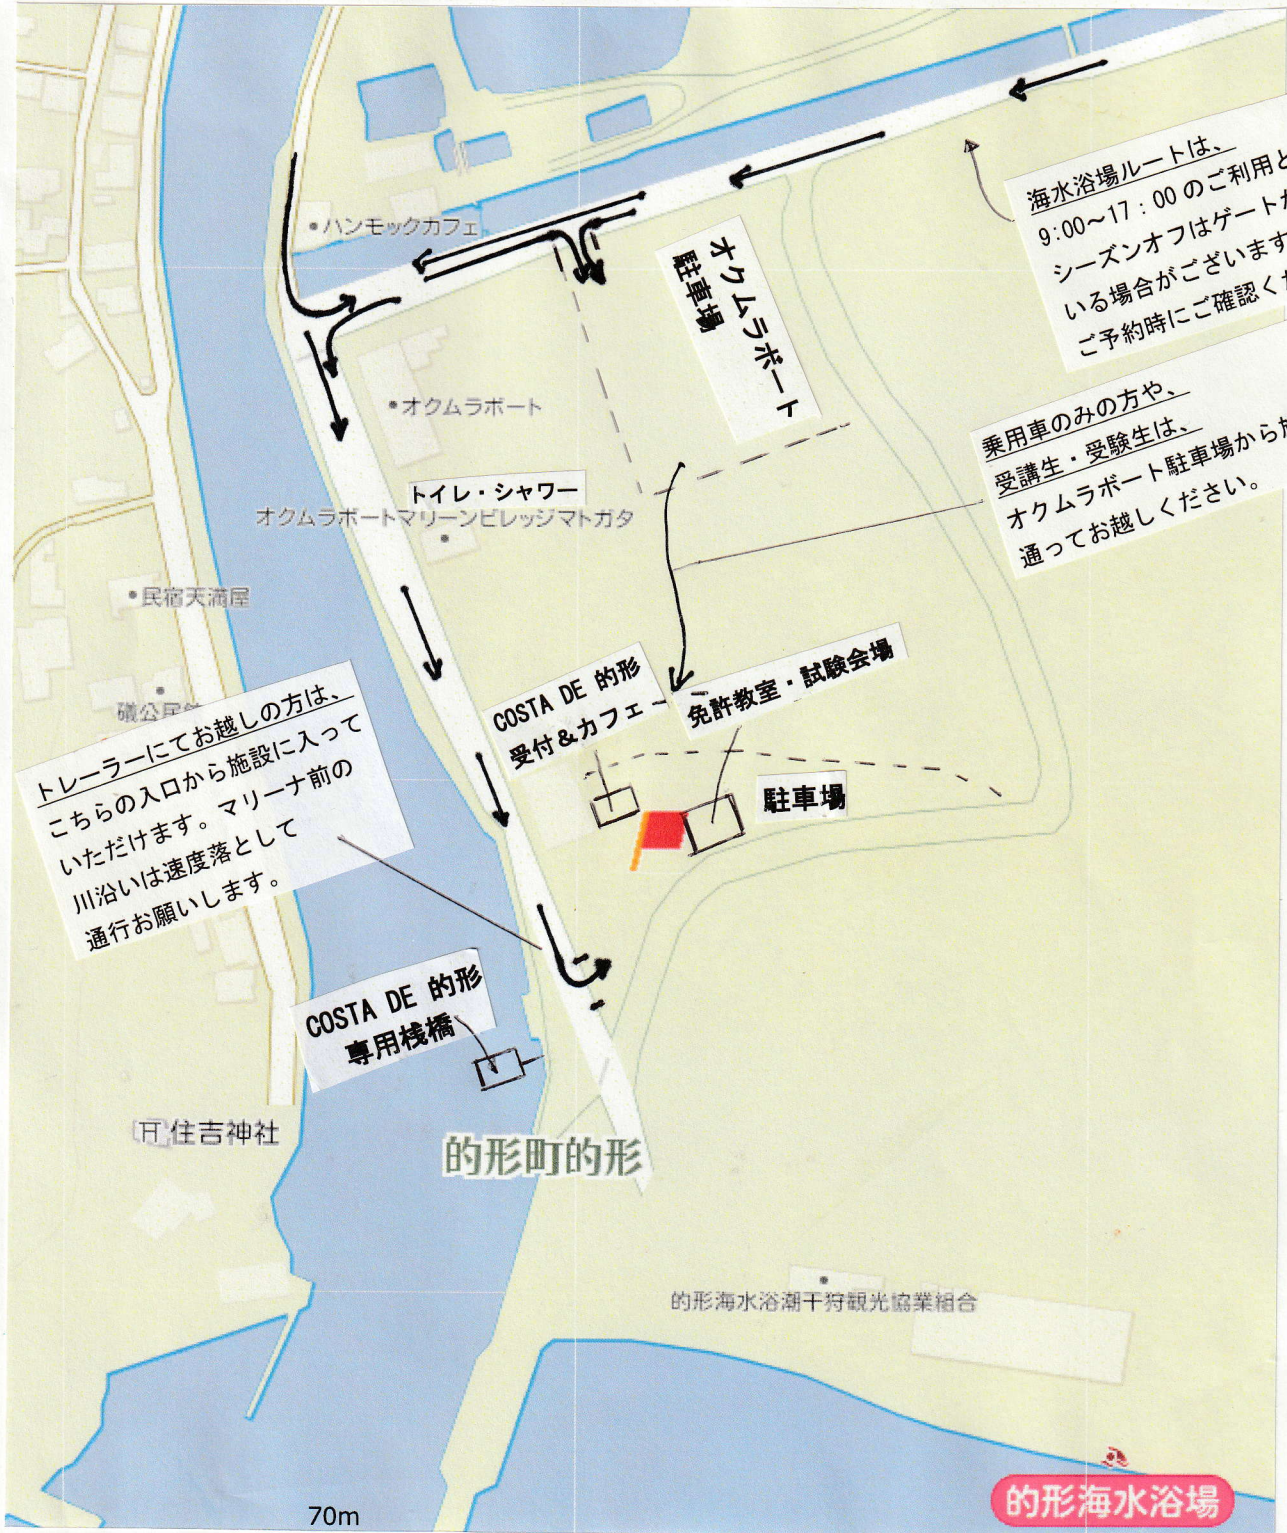 海水浴場ルートは、
9:00～17：00 のご利用と
シーズンオフはゲートが
いる場合がございます
ご予約時にご確認くだ
ハンモックカフェ
オクムラボート
駐車場
乗用車のみの方や、
受講生・受験生は、
オクムラボート駐車場から施
通ってお越しください。
オクムラボート
トイレ・シャワー
オクムラボートマリーンビレッジマトガタ
民宿天満屋
礒公民館
COSTA DE 的形
受付＆カフェ
免許教室・試験会場
駐車場
トレーラーにてお越しの方は、
こちらの入口から施設に入って
いただけます。マリーナ前の
川沿いは速度落として
通行お願いします。
COSTA DE 的形
専用桟橋
住吉神社
的形町的形
的形海水浴潮干狩観光協業組合
的形海水浴場
70m